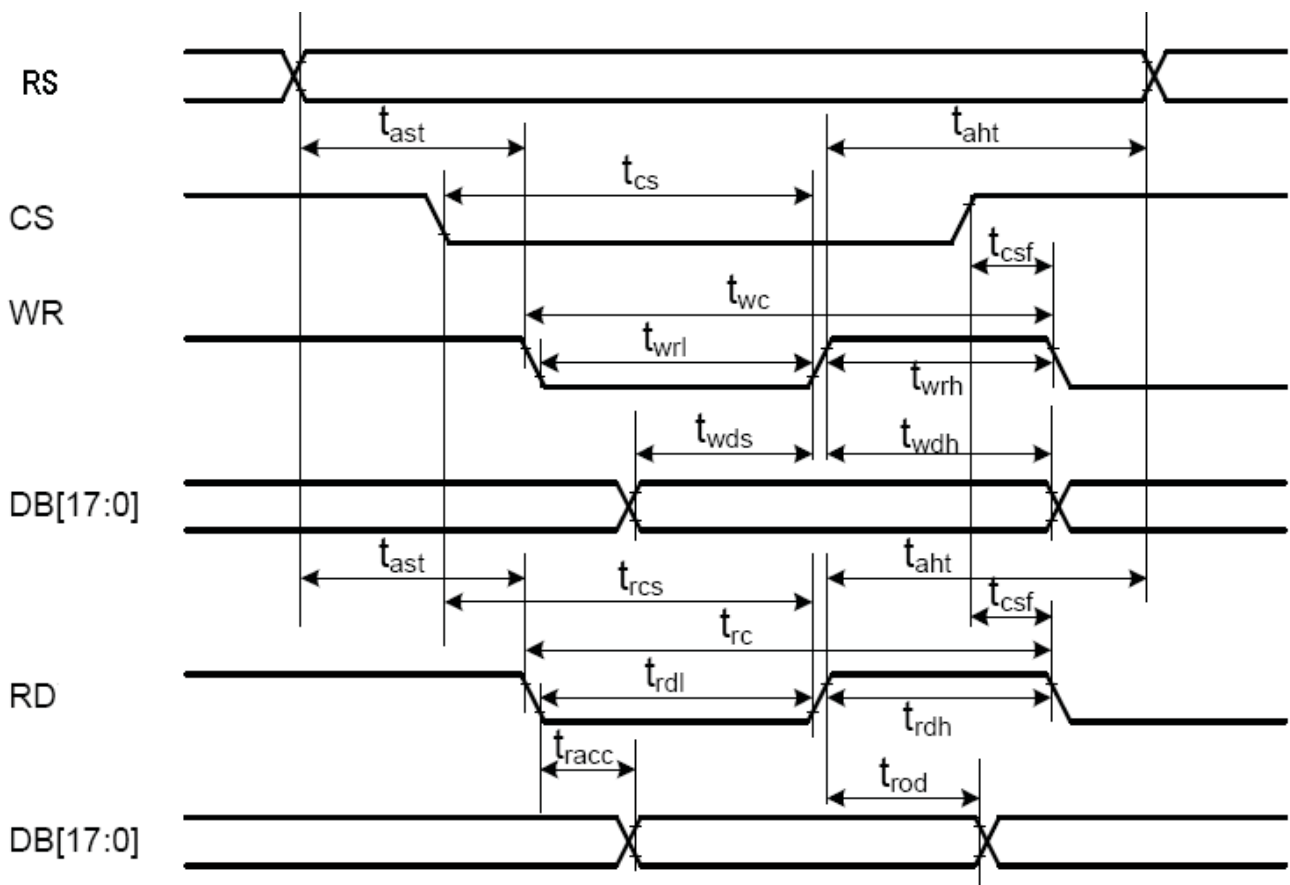 RS
t_ast t_aht
t_cs
CS
t_csf
WR
t_wc
t_wrl
t_wrh
t_wds t_wdh
DB[17:0]
t_ast t_aht
t_rcs
t_csf
t_rc
RD
t_rdl
t_rdh
t_racc
t_rod
DB[17:0]